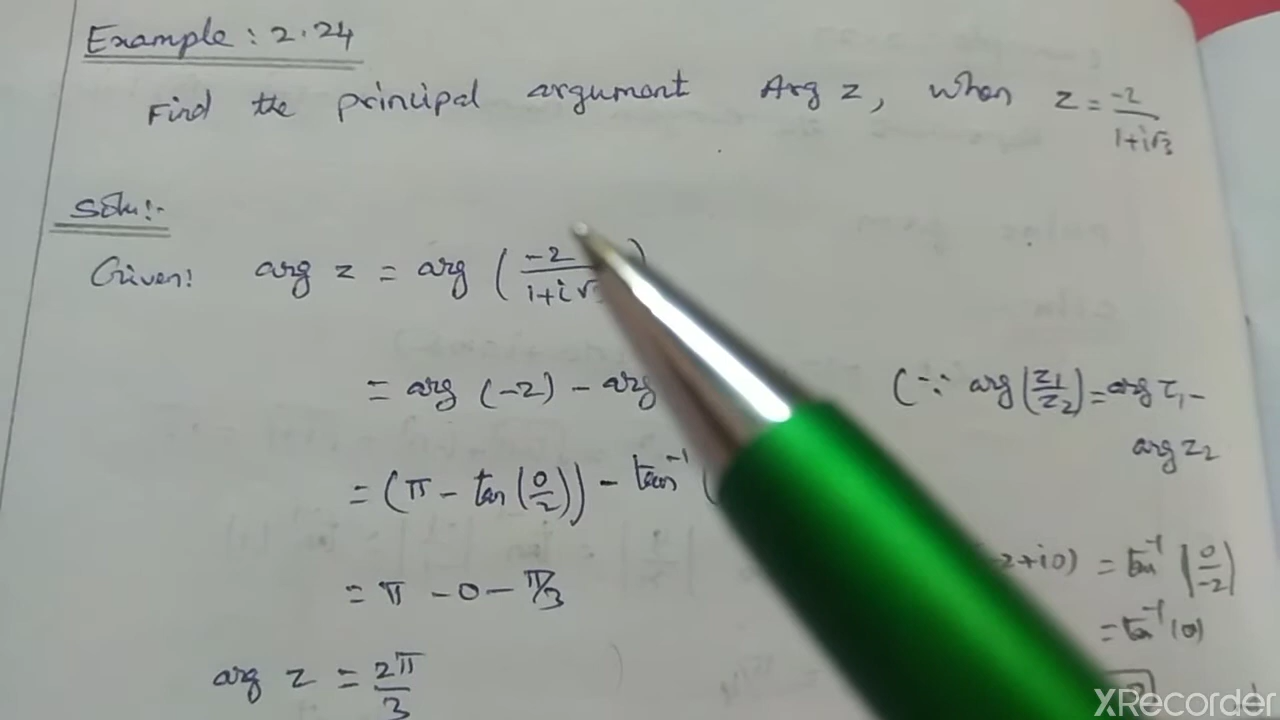 Example : 2.24
Find the principal argument Arg z, when z = -2/(1+i√3)
Soln:-
Given: arg z = arg (-2/(1+i√
= arg (-2) - arg
(∵ arg(z1/z2) = arg z1 -
arg z2
= (π - tan(0/2)) - tan⁻¹ (
2+i0) = tan⁻¹ (0/-2)
= π - 0 - π/3
= tan⁻¹(0)
arg z = 2π/3
XRecorder